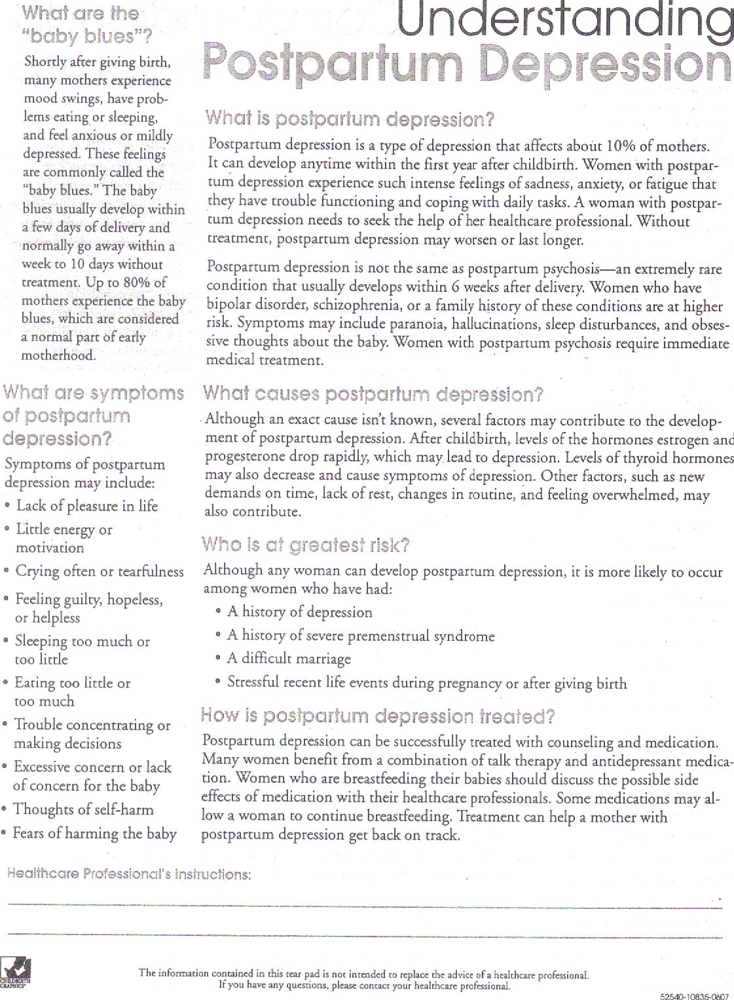 Understanding
Postpartum Depression
What are the
“baby blues”?
Shortly after giving birth,
many mothers experience
mood swings, have prob-
lems eating or sleeping,
and feel anxious or mildly
depressed. These feelings
are commonly called the
“baby blues.” The baby
blues usually develop within
a few days of delivery and
normally go away within a
week to 10 days without
treatment. Up to 80% of
mothers experience the baby
blues, which are considered
a normal part of early
motherhood.
What are symptoms
of postpartum
depression?
Symptoms of postpartum
depression may include:
• Lack of pleasure in life
• Little energy or
motivation
• Crying often or tearfulness
• Feeling guilty, hopeless,
or helpless
• Sleeping too much or
too little
• Eating too little or
too much
• Trouble concentrating or
making decisions
• Excessive concern or lack
of concern for the baby
• Thoughts of self-harm
• Fears of harming the baby
What is postpartum depression?
Postpartum depression is a type of depression that affects about 10% of mothers.
It can develop anytime within the first year after childbirth. Women with postpar-
tum depression experience such intense feelings of sadness, anxiety, or fatigue that
they have trouble functioning and coping with daily tasks. A woman with postpar-
tum depression needs to seek the help of her healthcare professional. Without
treatment, postpartum depression may worsen or last longer.
Postpartum depression is not the same as postpartum psychosis—an extremely rare
condition that usually develops within 6 weeks after delivery. Women who have
bipolar disorder, schizophrenia, or a family history of these conditions are at higher
risk. Symptoms may include paranoia, hallucinations, sleep disturbances, and obses-
sive thoughts about the baby. Women with postpartum psychosis require immediate
medical treatment.
What causes postpartum depression?
Although an exact cause isn’t known, several factors may contribute to the develop-
ment of postpartum depression. After childbirth, levels of the hormones estrogen and
progesterone drop rapidly, which may lead to depression. Levels of thyroid hormones
may also decrease and cause symptoms of depression. Other factors, such as new
demands on time, lack of rest, changes in routine, and feeling overwhelmed, may
also contribute.
Who is at greatest risk?
Although any woman can develop postpartum depression, it is more likely to occur
among women who have had:
• A history of depression
• A history of severe premenstrual syndrome
• A difficult marriage
• Stressful recent life events during pregnancy or after giving birth
How is postpartum depression treated?
Postpartum depression can be successfully treated with counseling and medication.
Many women benefit from a combination of talk therapy and antidepressant medica-
tion. Women who are breastfeeding their babies should discuss the possible side
effects of medication with their healthcare professionals. Some medications may al-
low a woman to continue breastfeeding. Treatment can help a mother with
postpartum depression get back on track.
Healthcare Professional’s Instructions:
CHILDBIRTH
GRAPHICS®
The information contained in this tear pad is not intended to replace the advice of a healthcare professional.
If you have any questions, please contact your healthcare professional.
52540-10835-0607